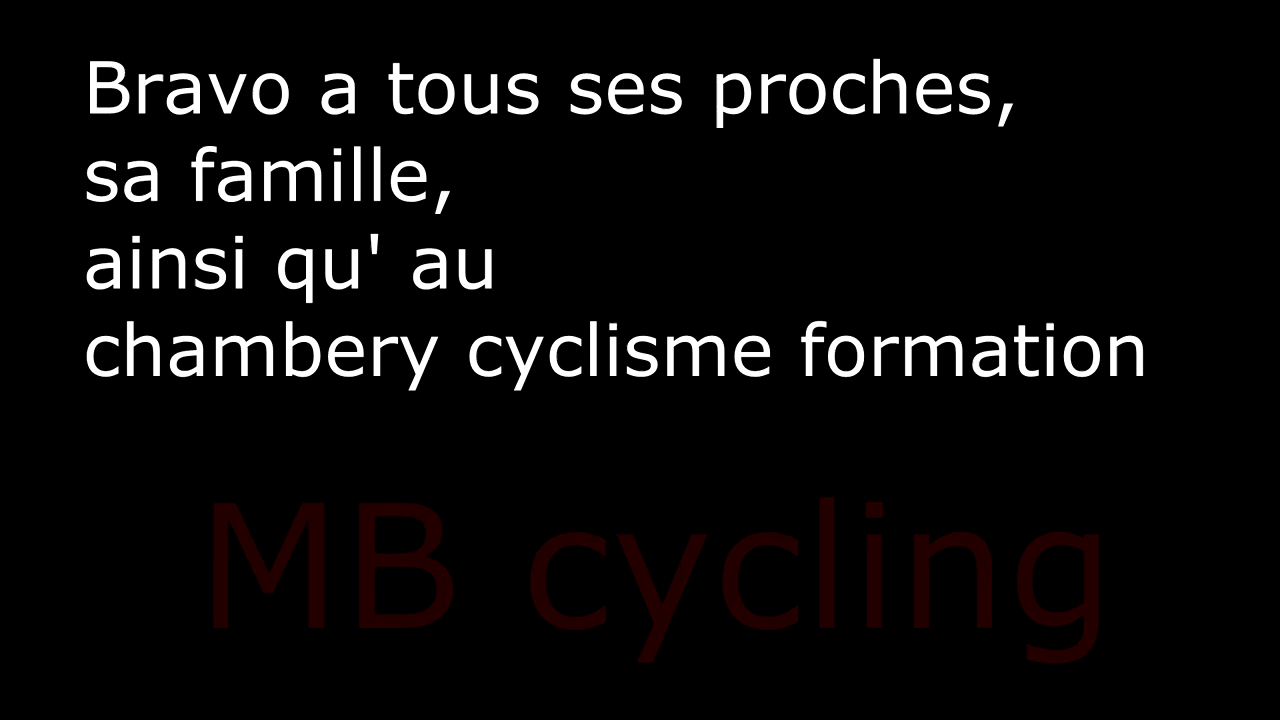 Bravo a tous ses proches,
sa famille,
ainsi qu' au
chambery cyclisme formation
MB cycling